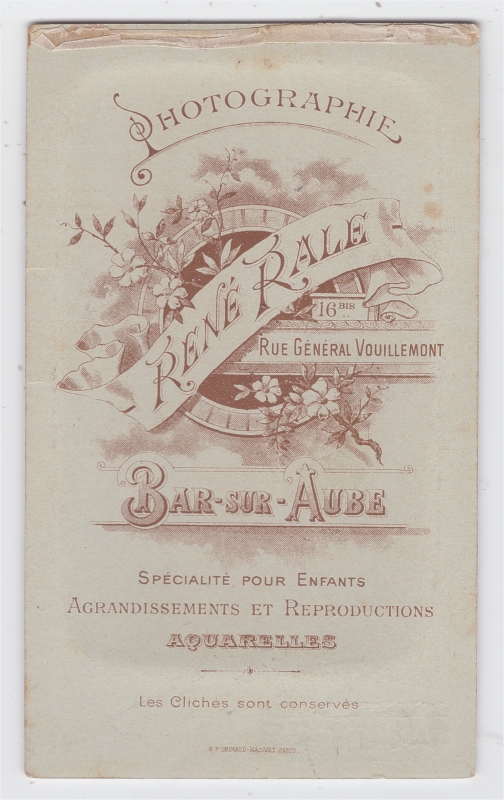 PHOTOGRAPHIE
RENÉ RALE
16 BIS
RUE GÉNÉRAL VOUILLEMONT
BAR-SUR-AUBE
SPÉCIALITÉ POUR ENFANTS
AGRANDISSEMENTS ET REPRODUCTIONS
AQUARELLES
Les Clichés sont conservés
PARIS.